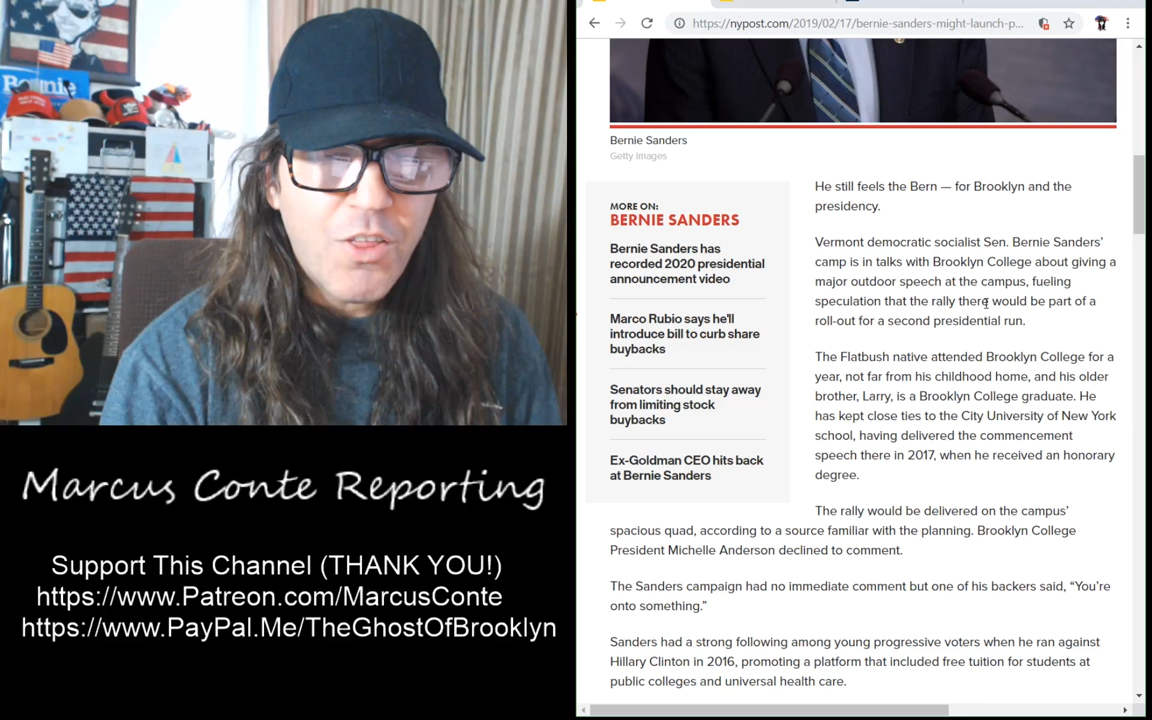 Bernie
Marcus Conte Reporting
Support This Channel (THANK YOU!)
https://www.Patreon.com/MarcusConte
https://www.PayPal.Me/TheGhostOfBrooklyn
https://nypost.com/2019/02/17/bernie-sanders-might-launch-p...
Bernie Sanders
Getty Images
MORE ON:
BERNIE SANDERS
Bernie Sanders has
recorded 2020 presidential
announcement video
Marco Rubio says he'll
introduce bill to curb share
buybacks
Senators should stay away
from limiting stock
buybacks
Ex-Goldman CEO hits back
at Bernie Sanders
He still feels the Bern — for Brooklyn and the
presidency.
Vermont democratic socialist Sen. Bernie Sanders’
camp is in talks with Brooklyn College about giving a
major outdoor speech at the campus, fueling
speculation that the rally there would be part of a
roll-out for a second presidential run.
The Flatbush native attended Brooklyn College for a
year, not far from his childhood home, and his older
brother, Larry, is a Brooklyn College graduate. He
has kept close ties to the City University of New York
school, having delivered the commencement
speech there in 2017, when he received an honorary
degree.
The rally would be delivered on the campus’
spacious quad, according to a source familiar with the planning. Brooklyn College
President Michelle Anderson declined to comment.
The Sanders campaign had no immediate comment but one of his backers said, “You’re
onto something.”
Sanders had a strong following among young progressive voters when he ran against
Hillary Clinton in 2016, promoting a platform that included free tuition for students at
public colleges and universal health care.